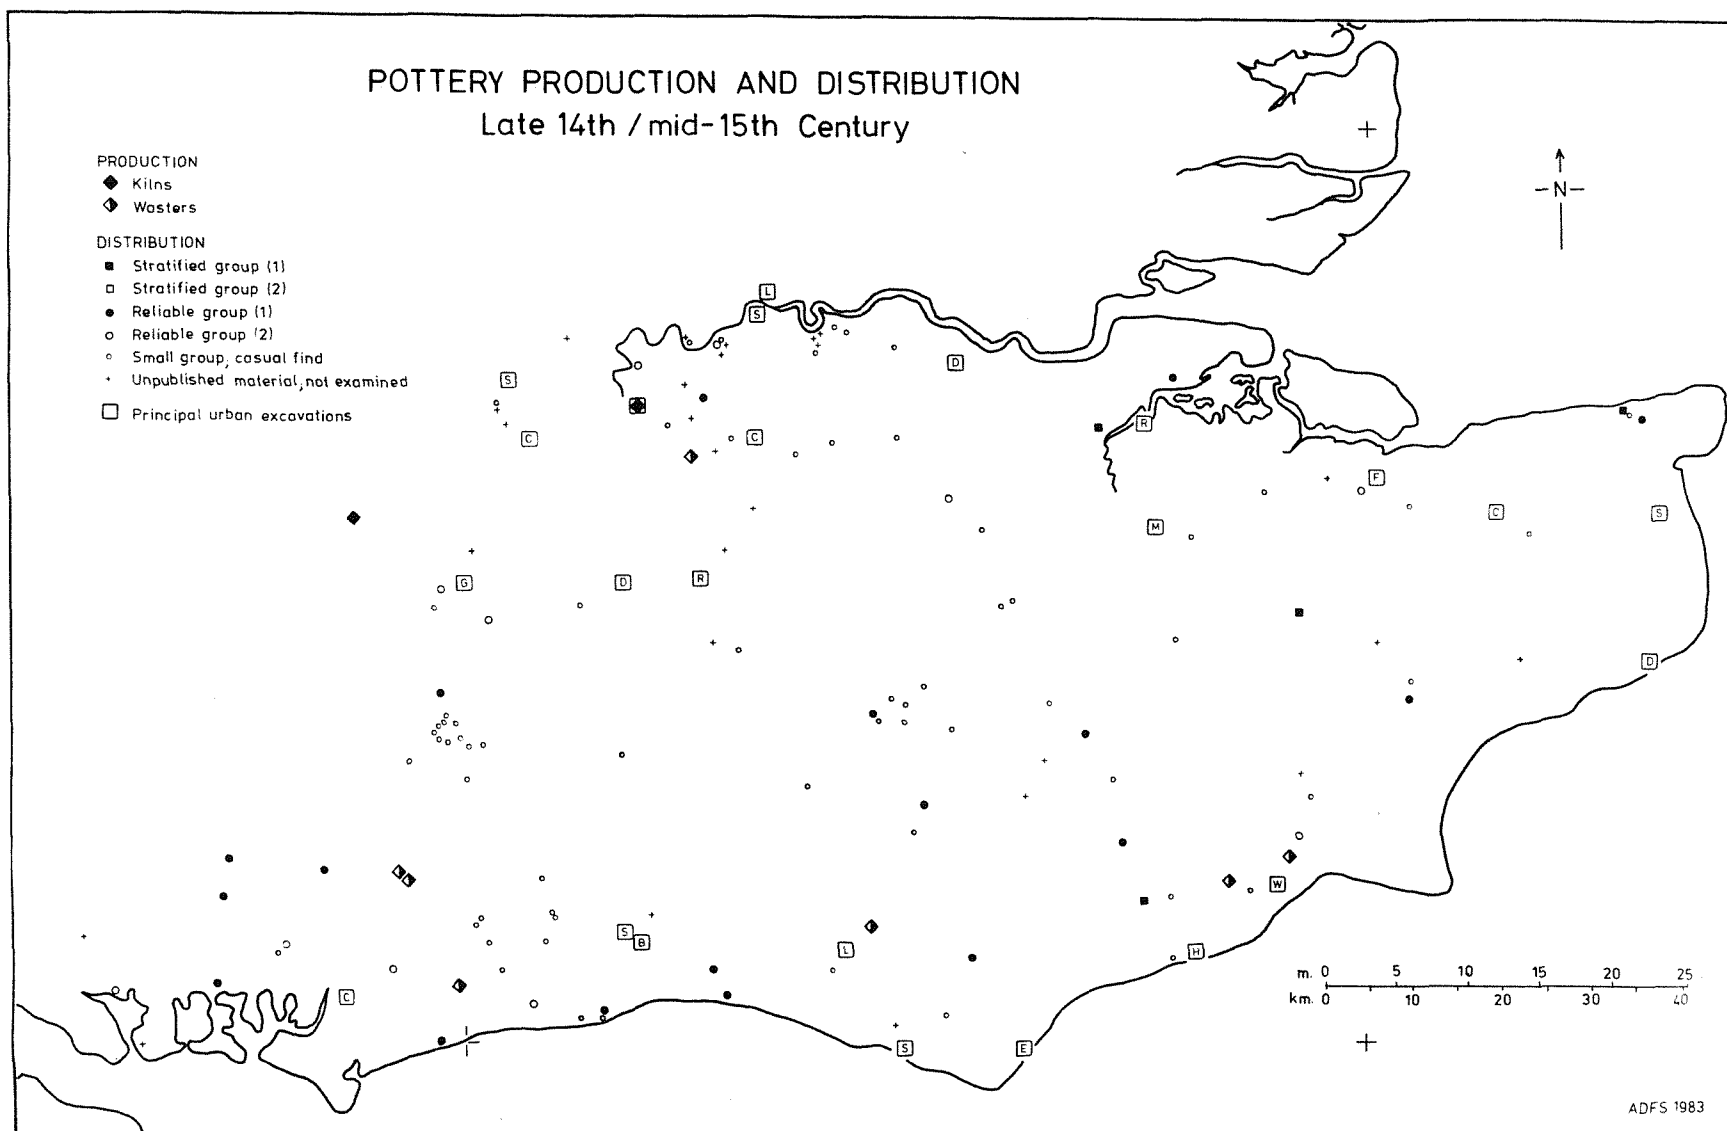 POTTERY PRODUCTION AND DISTRIBUTION
Late 14th / mid-15th Century
PRODUCTION
Kilns
Wasters
DISTRIBUTION
Stratified group (1)
Stratified group (2)
Reliable group (1)
Reliable group (2)
Small group, casual find
Unpublished material, not examined
Principal urban excavations
N
L
S
D
S
C
C
R
F
M
C
S
G
D
R
D
W
S
B
L
H
C
S
E
m. 0 5 10 15 20 25
km. 0 10 20 30 40
ADFS 1983